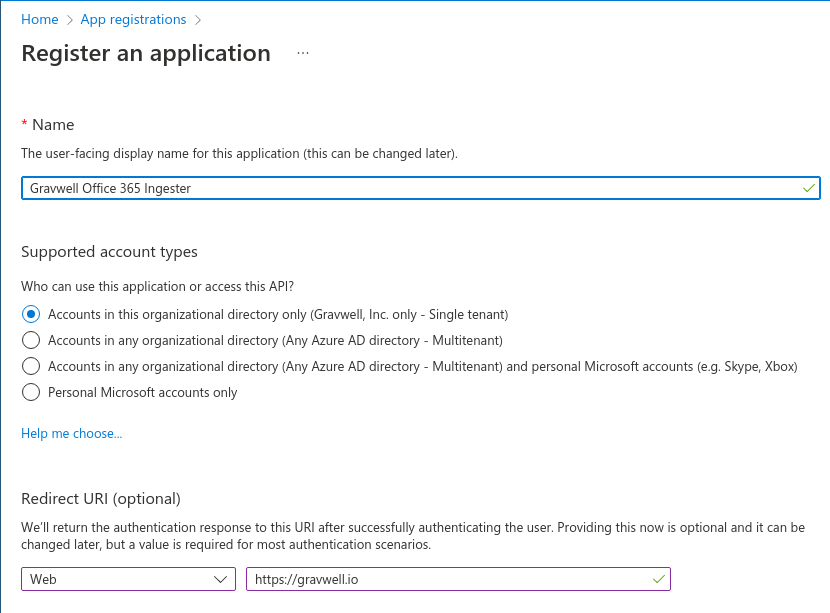 Home > App registrations >
Register an application ...
* Name
The user-facing display name for this application (this can be changed later).
Gravwell Office 365 Ingester
Supported account types
Who can use this application or access this API?
Accounts in this organizational directory only (Gravwell, Inc. only - Single tenant)
Accounts in any organizational directory (Any Azure AD directory - Multitenant)
Accounts in any organizational directory (Any Azure AD directory - Multitenant) and personal Microsoft accounts (e.g. Skype, Xbox)
Personal Microsoft accounts only
Help me choose...
Redirect URI (optional)
We'll return the authentication response to this URI after successfully authenticating the user. Providing this now is optional and it can be
changed later, but a value is required for most authentication scenarios.
Web https://gravwell.io